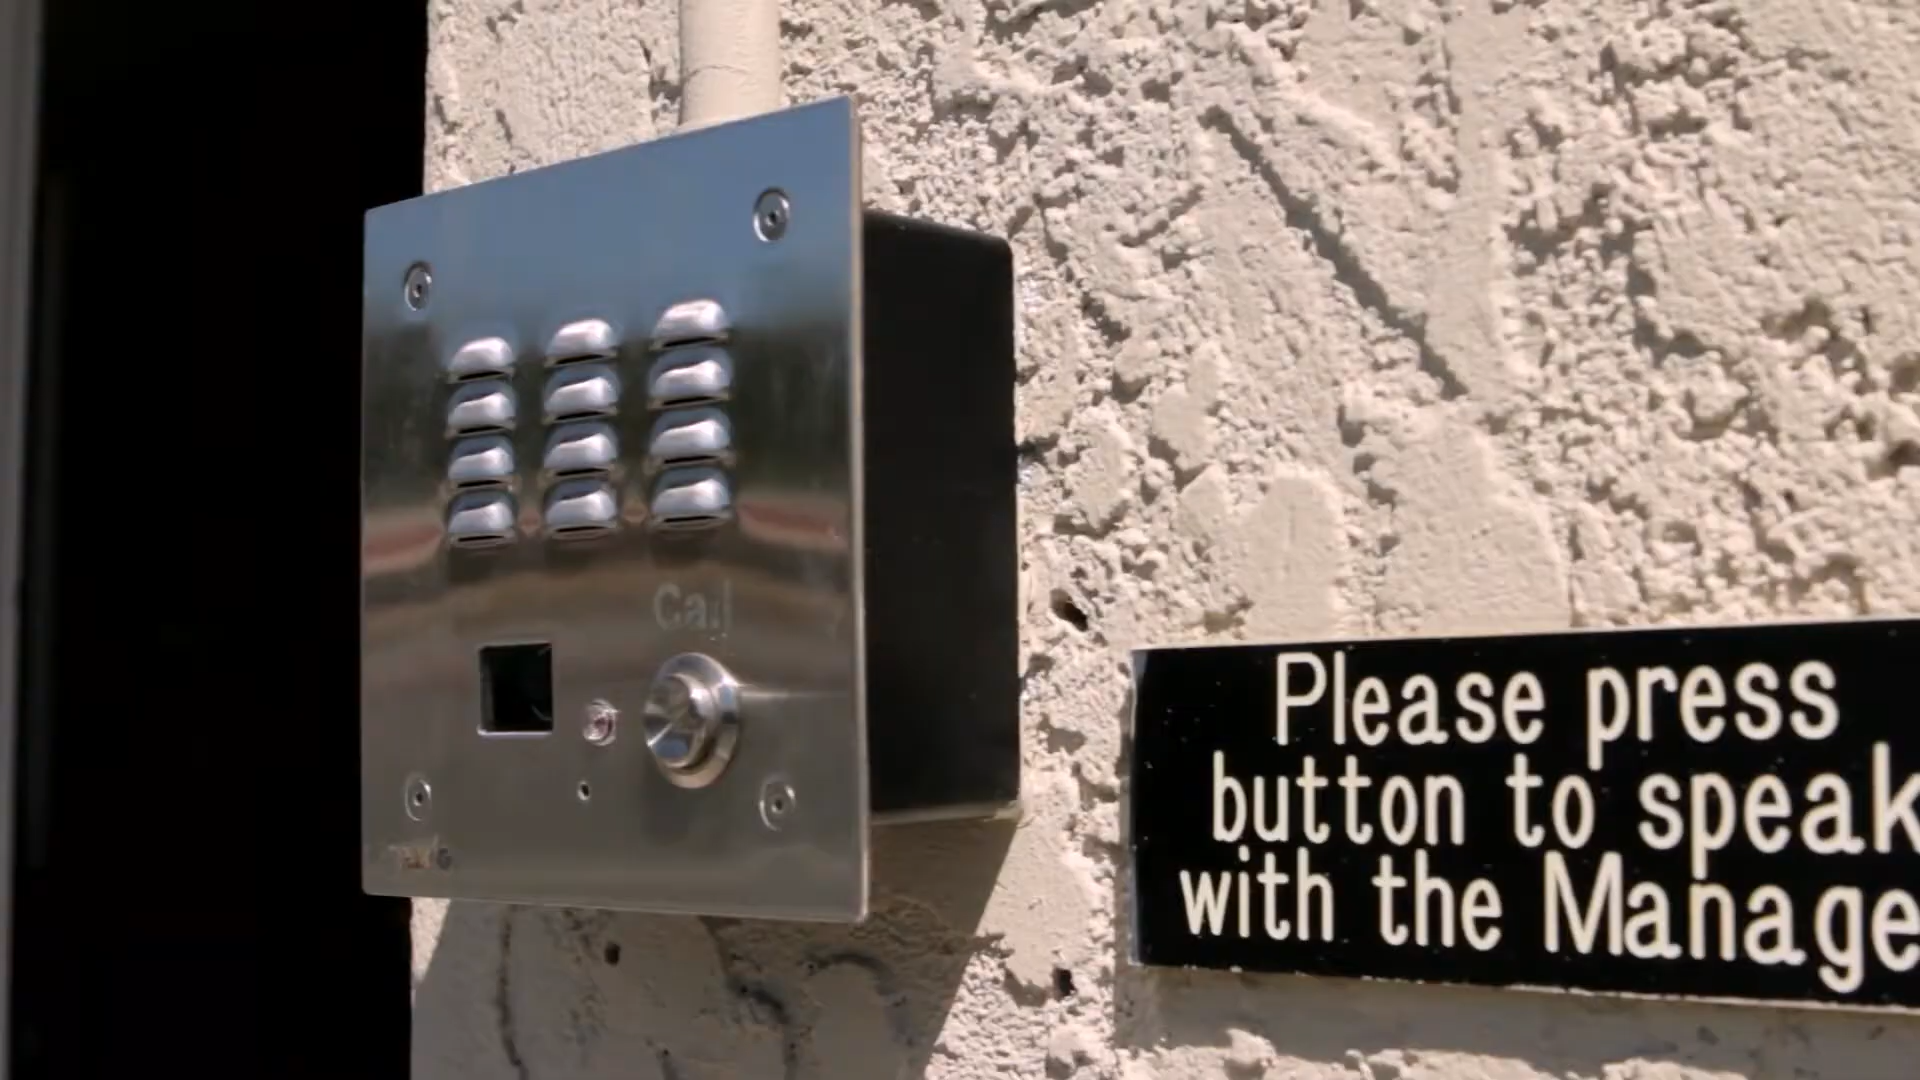 Call
Please press
button to speak
with the Manage